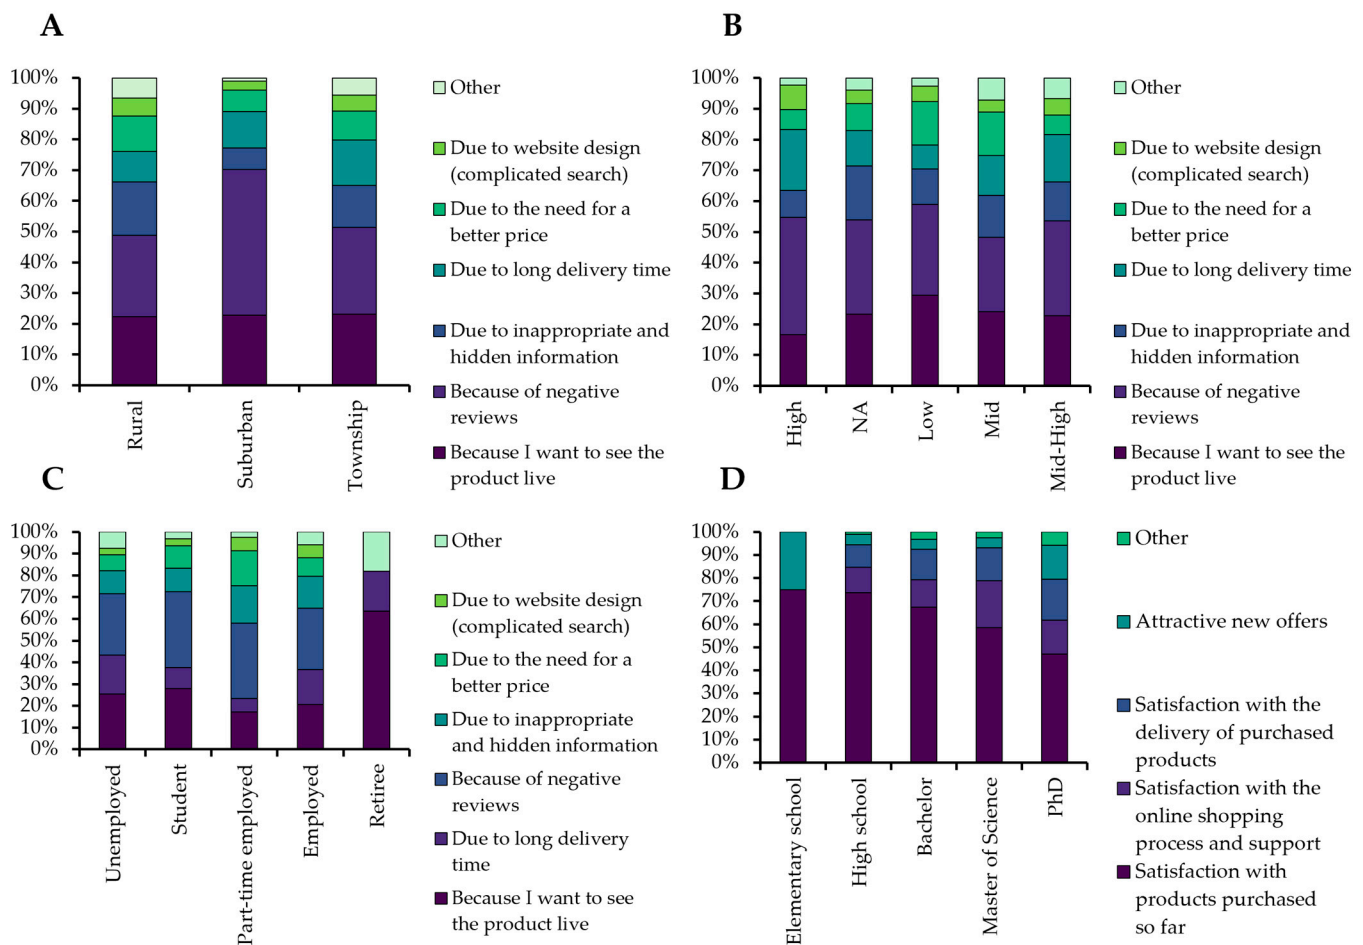 A
100%
90%
80%
70%
60%
50%
40%
30%
20%
10%
0%
Rural
Suburban
Township
Other
Due to website design
(complicated search)
Due to the need for a
better price
Due to long delivery time
Due to inappropriate and
hidden information
Because of negative
reviews
Because I want to see the
product live
B
100%
90%
80%
70%
60%
50%
40%
30%
20%
10%
0%
High
NA
Low
Mid
Mid-High
Other
Due to website design
(complicated search)
Due to the need for a
better price
Due to long delivery time
Due to inappropriate and
hidden information
Because of negative
reviews
Because I want to see the
product live
C
100%
90%
80%
70%
60%
50%
40%
30%
20%
10%
0%
Unemployed
Student
Part-time employed
Employed
Retiree
Other
Due to website design
(complicated search)
Due to the need for a
better price
Due to inappropriate
and hidden information
Because of negative
reviews
Due to long delivery
time
Because I want to see
the product live
D
100%
90%
80%
70%
60%
50%
40%
30%
20%
10%
0%
Elementary school
High school
Bachelor
Master of Science
PhD
Other
Attractive new offers
Satisfaction with the
delivery of purchased
products
Satisfaction with the
online shopping
process and support
Satisfaction with
products purchased
so far